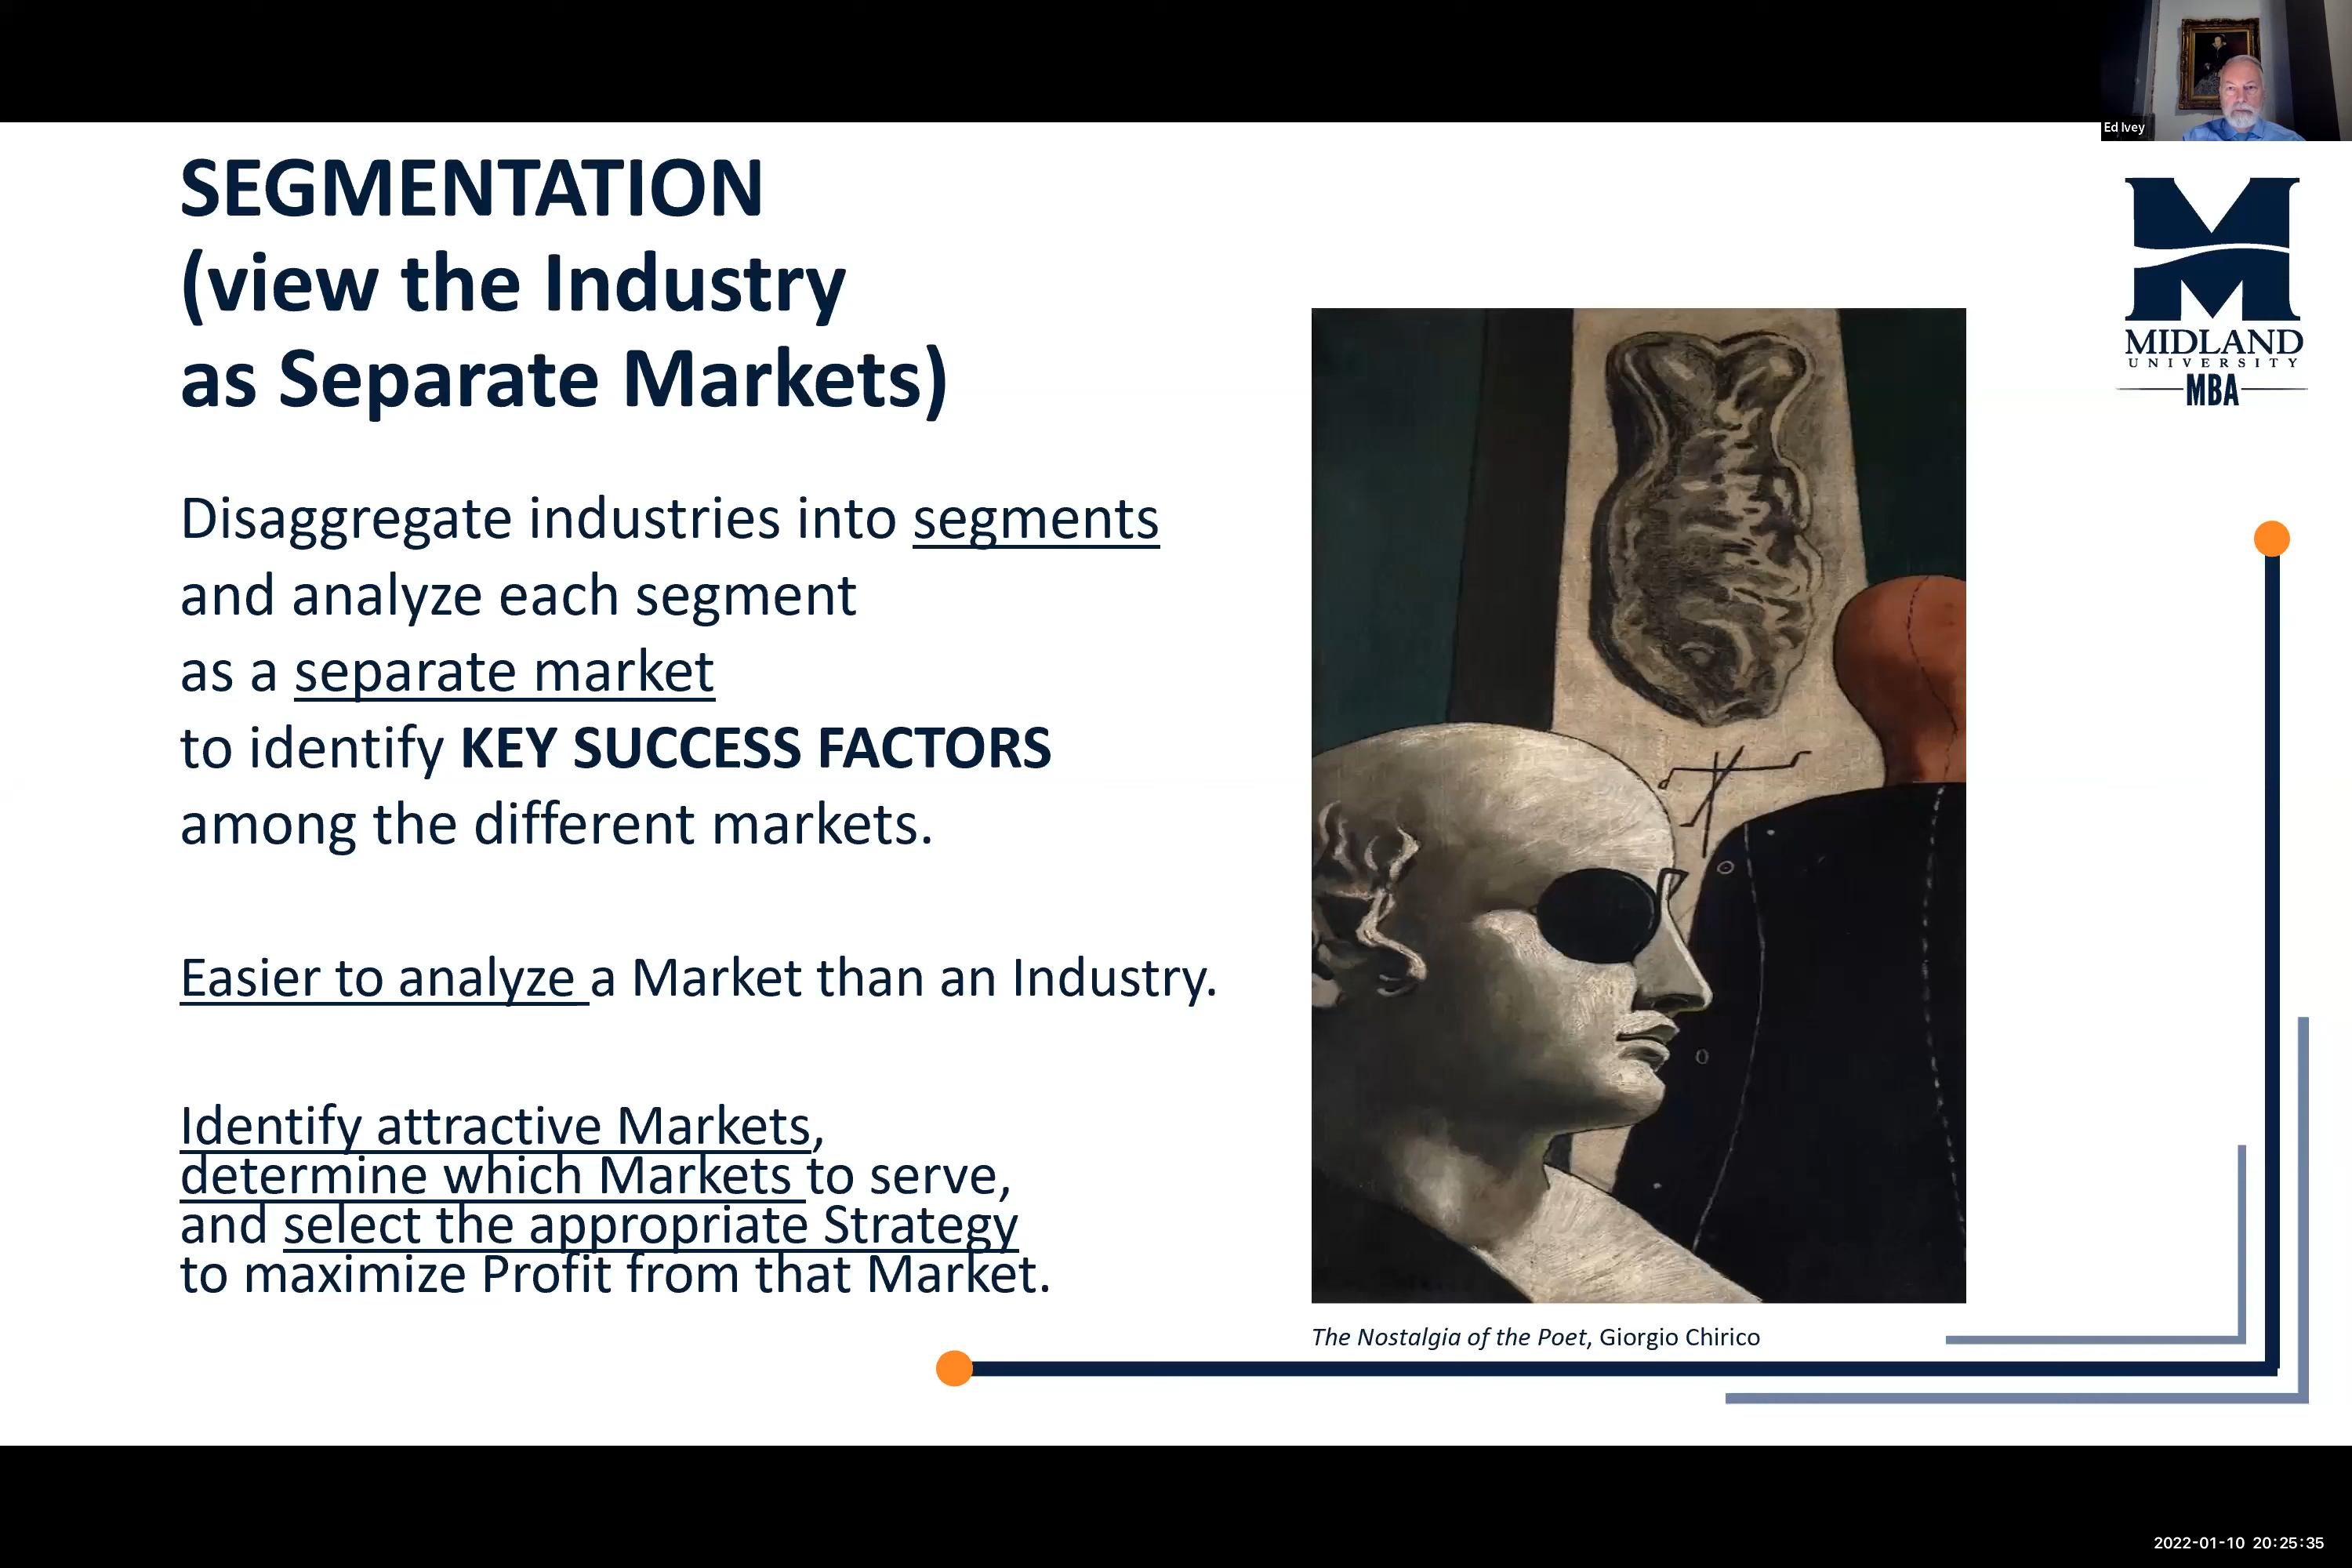 Ed Ivey
SEGMENTATION
(view the Industry
as Separate Markets)
MIDLAND
UNIVERSITY
MBA
Disaggregate industries into segments
and analyze each segment
as a separate market
to identify KEY SUCCESS FACTORS
among the different markets.
Easier to analyze a Market than an Industry.
Identify attractive Markets,
determine which Markets to serve,
and select the appropriate Strategy
to maximize Profit from that Market.
The Nostalgia of the Poet, Giorgio Chirico
2022-01-10 20:25:35